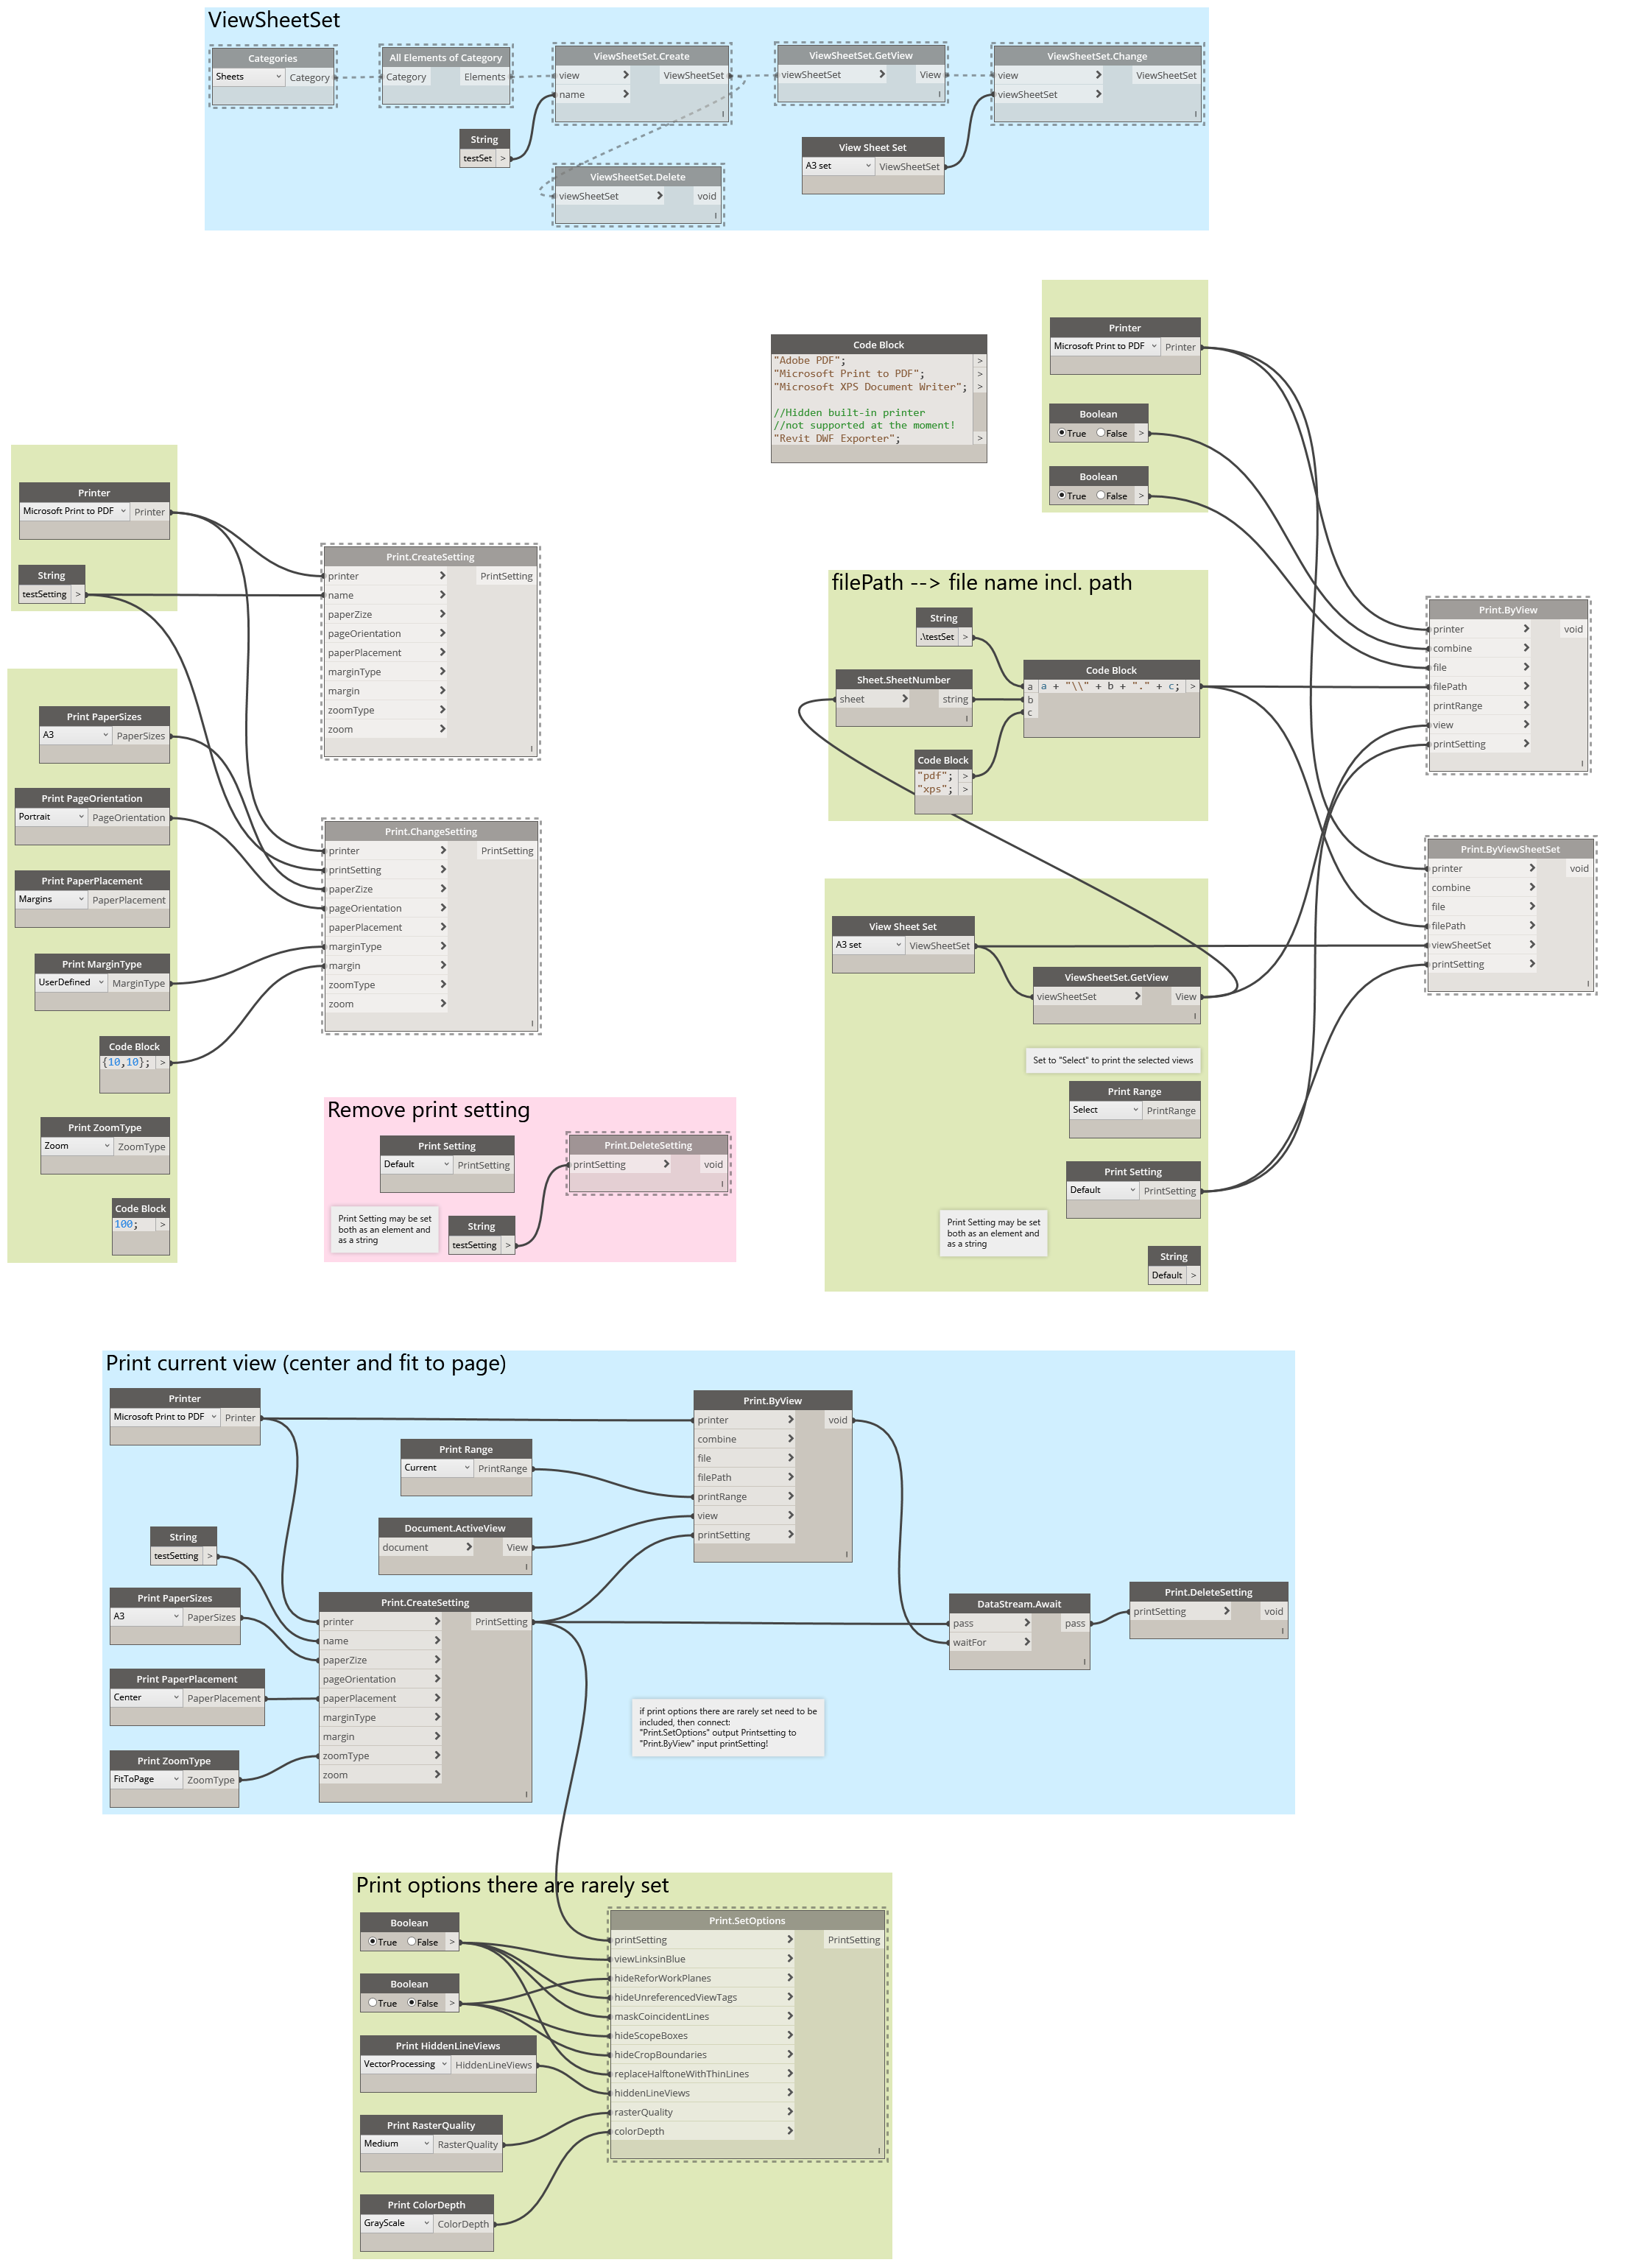 ViewSheetSet
Categories
Sheets Category
All Elements of Category
Category Elements
ViewSheetSet.Create
view ViewSheetSet
name
ViewSheetSet.GetView
viewSheetSet View
ViewSheetSet.Change
view ViewSheetSet
viewSheetSet
String
testSet >
View Sheet Set
A3 set ViewSheetSet
ViewSheetSet.Delete
viewSheetSet void
Code Block
"Adobe PDF"; >
"Microsoft Print to PDF"; >
"Microsoft XPS Document Writer"; >
//Hidden built-in printer
//not supported at the moment!
"Revit DWF Exporter"; >
Printer
Microsoft Print to PDF Printer
Boolean
True False >
Boolean
True False >
Printer
Microsoft Print to PDF Printer
String
testSetting >
Print.CreateSetting
printer PrintSetting
name
paperZize
pageOrientation
paperPlacement
marginType
margin
zoomType
zoom
Print PaperSizes
A3 PaperSizes
Print PageOrientation
Portrait PageOrientation
Print PaperPlacement
Margins PaperPlacement
Print MarginType
UserDefined MarginType
Code Block
{10,10}; >
Print ZoomType
Zoom ZoomType
Code Block
100; >
Print.ChangeSetting
printer PrintSetting
printSetting
paperZize
pageOrientation
paperPlacement
marginType
margin
zoomType
zoom
filePath --> file name incl. path
String
.\testSet >
Sheet.SheetNumber
sheet string
Code Block
a a + "\\" + b + "." + c; >
b
c
Code Block
"pdf"; >
"xps"; >
Print.ByView
printer void
combine
file
filePath
printRange
view
printSetting
Print.ByViewSheetSet
printer void
combine
file
filePath
viewSheetSet
printSetting
View Sheet Set
A3 set ViewSheetSet
ViewSheetSet.GetView
viewSheetSet View
Set to "Select" to print the selected views
Print Range
Select PrintRange
Print Setting
Default PrintSetting
Print Setting may be set
both as an element and
as a string
String
Default >
Remove print setting
Print Setting
Default PrintSetting
Print.DeleteSetting
printSetting void
Print Setting may be set
both as an element and
as a string
String
testSetting >
Print current view (center and fit to page)
Printer
Microsoft Print to PDF Printer
Print Range
Current PrintRange
Document.ActiveView
document View
Print.ByView
printer void
combine
file
filePath
printRange
view
printSetting
String
testSetting >
Print PaperSizes
A3 PaperSizes
Print PaperPlacement
Center PaperPlacement
Print ZoomType
FitToPage ZoomType
Print.CreateSetting
printer PrintSetting
name
paperZize
pageOrientation
paperPlacement
marginType
margin
zoomType
zoom
DataStream.Await
pass pass
waitFor
Print.DeleteSetting
printSetting void
if print options there are rarely set need to be
included, then connect:
"Print.SetOptions" output Printsetting to
"Print.ByView" input printSetting!
Print options there are rarely set
Boolean
True False >
Boolean
True False >
Print HiddenLineViews
VectorProcessing HiddenLineViews
Print RasterQuality
Medium RasterQuality
Print ColorDepth
GrayScale ColorDepth
Print.SetOptions
printSetting PrintSetting
viewLinksinBlue
hideReforWorkPlanes
hideUnreferencedViewTags
maskCoincidentLines
hideScopeBoxes
hideCropBoundaries
replaceHalftoneWithThinLines
hiddenLineViews
rasterQuality
colorDepth